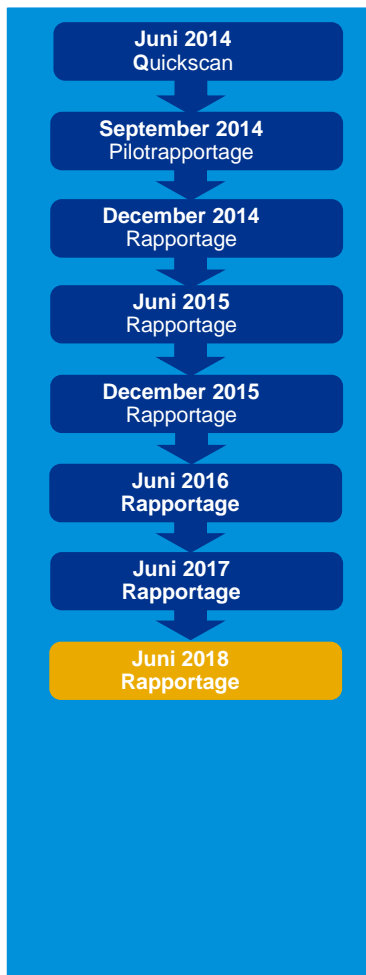 Juni 2014
Quickscan
September 2014
Pilotrapportage
December 2014
Rapportage
Juni 2015
Rapportage
December 2015
Rapportage
Juni 2016
Rapportage
Juni 2017
Rapportage
Juni 2018
Rapportage